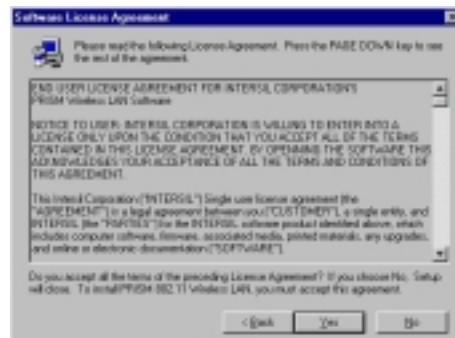 Software License Agreement
Please read the following License Agreement. Press the PAGE DOWN key to see
the rest of the agreement.
END USER LICENSE AGREEMENT FOR INTERSIL CORPORATION'S
PRISM Wireless LAN Software
NOTICE TO USER: INTERSIL CORPORATION IS WILLING TO ENTER INTO A
LICENSE ONLY UPON THE CONDITION THAT YOU ACCEPT ALL OF THE TERMS
CONTAINED IN THIS LICENSE AGREEMENT. BY OPENNING THE SOFTWARE THIS
ACKNOWLEDGES YOUR ACCEPTANCE OF ALL THE TERMS AND CONDITIONS OF
THIS AGREEMENT.
This Intersil Corporation ("INTERSIL") Single user license agreement (the
"AGREEMENT") is a legal agreement between you ("CUSTOMER"), a single entity, and
INTERSIL (the "PARTIES") for the INTERSIL software product identified above, which
includes computer software, firmware, associated media, printed materials, any upgrades,
and online or electronic documentation ("SOFTWARE").
Do you accept all the terms of the preceding License Agreement? If you choose No, Setup
will close. To install PRISM 802.11 Wireless LAN, you must accept this agreement.
< Back
Yes
No